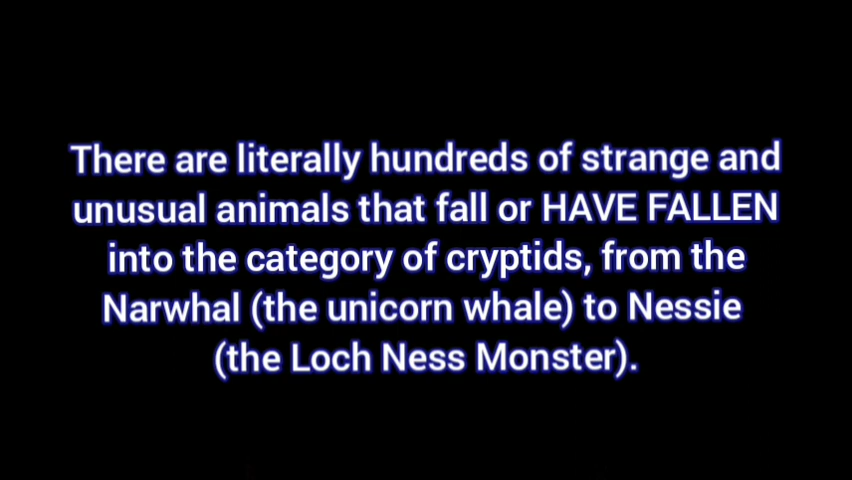 There are literally hundreds of strange and
unusual animals that fall or HAVE FALLEN
into the category of cryptids, from the
Narwhal (the unicorn whale) to Nessie
(the Loch Ness Monster).